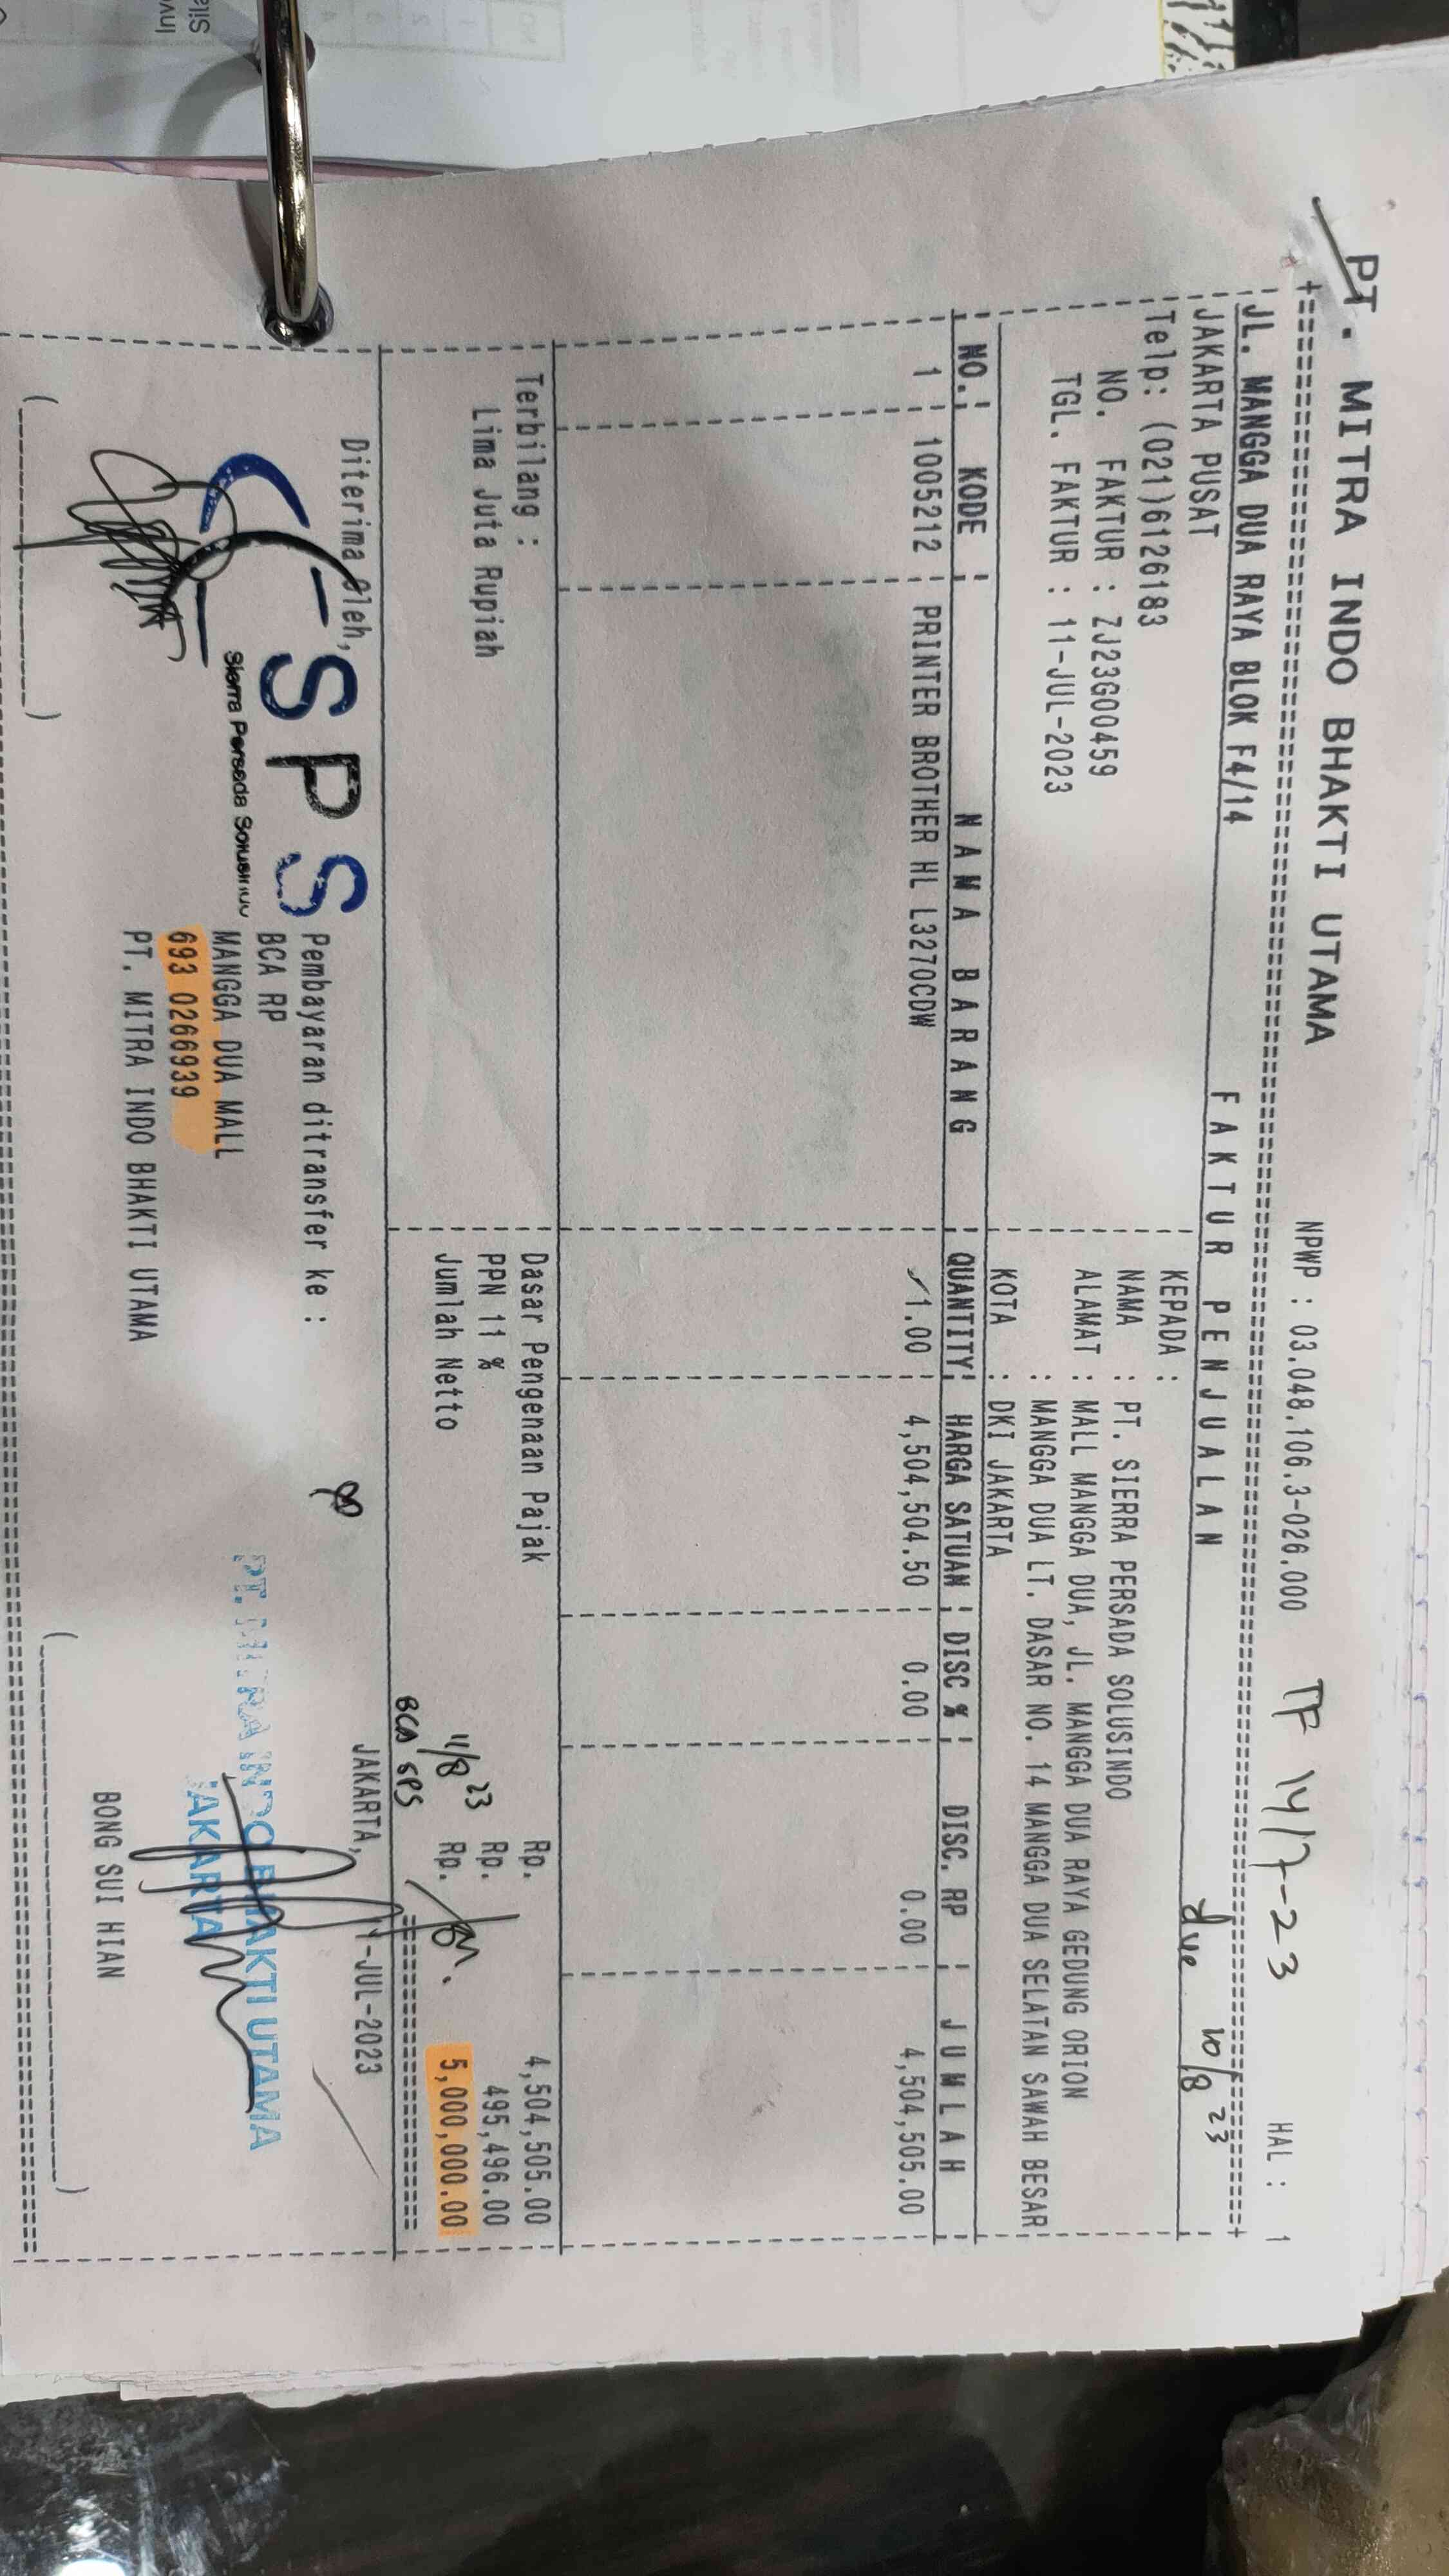 PT. MITRA INDO BHAKTI UTAMA
NPWP : 03.048.106.3-026.000
TF 14/7-23
HAL : 1
JL. MANGGA DUA RAYA BLOK F4/14
JAKARTA PUSAT
F A K T U R P E N J U A L A N
due 10/8 23
Telp: (021)6126183
KEPADA :
NO. FAKTUR : ZJ23G00459
NAMA : PT. SIERRA PERSADA SOLUSINDO
TGL. FAKTUR : 11-JUL-2023
ALAMAT : MALL MANGGA DUA, JL. MANGGA DUA RAYA GEDUNG ORION
: MANGGA DUA LT. DASAR NO. 14 MANGGA DUA SELATAN SAWAH BESAR
KOTA : DKI JAKARTA
NO. KODE N A M A B A R A N G QUANTITY HARGA SATUAN DISC % DISC. RP J U M L A H
1 1005212 PRINTER BROTHER HL L3270CDW 1.00 4,504,504.50 0.00 0.00 4,504,505.00
Terbilang :
Lima Juta Rupiah
Dasar Pengenaan Pajak Rp. 4,504,505.00
PPN 11 % Rp. 495,496.00
Jumlah Netto Rp. 5,000,000.00
11/8 23
BCA SPS
Diterima Oleh,
SPS
Sierra Persada Solusindo
Pembayaran ditransfer ke :
BCA RP
MANGGA DUA MALL
693 0266939
PT. MITRA INDO BHAKTI UTAMA
JAKARTA, 11-JUL-2023
PT. MITRA INDO BHAKTI UTAMA
JAKARTA
BONG SUI HIAN